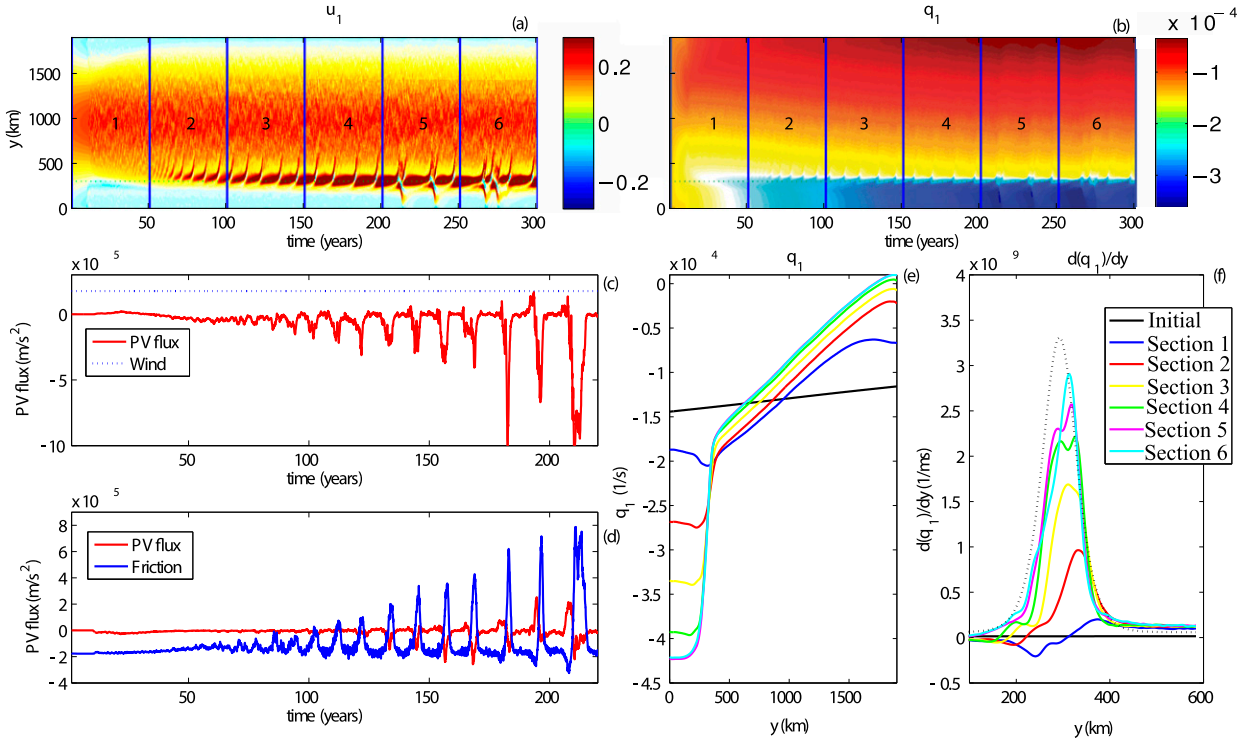 u₁
(a)
y (km)
1500
1000
500
0
1 2 3 4 5 6
0 50 100 150 200 250 300
time (years)
0.2
0
−0.2
q₁
(b)
x 10⁻⁴
1500
1000
500
0
1 2 3 4 5 6
0 50 100 150 200 250 300
time (years)
−1
−2
−3
x 10 5
(c)
PV flux(m/s²)
0
- 5
- 10
PV flux
Wind
50 100 150 200
time (years)
x 10 5
(d)
PV flux(m/s²)
8
6
4
2
0
- 2
- 4
PV flux
Friction
50 100 150 200
time (years)
x 10 4
q₁
(e)
q₁ (1/s)
0
- 0,5
- 1
- 1.5
- 2
- 2.5
- 3
- 3.5
- 4
- 4.5
0 500 1000 1500
y (km)
x 10 9
d(q₁)/dy
(f)
d(q₁)/dy (1/ms)
4
3.5
3
2.5
2
1.5
1
0.5
0
- 0.5
Initial
Section 1
Section 2
Section 3
Section 4
Section 5
Section 6
200 400 600
y (km)